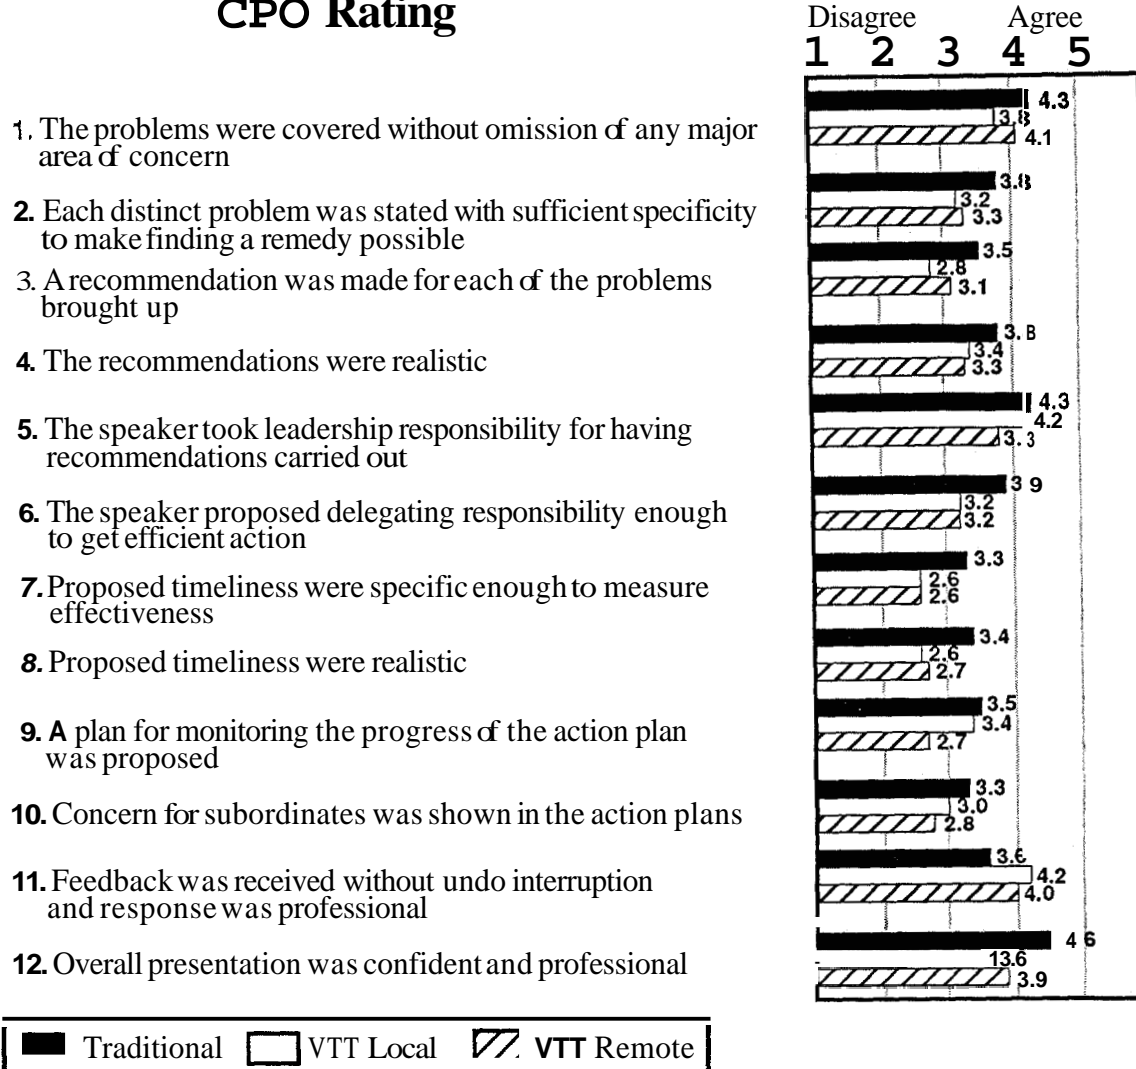 CPO Rating
Disagree Agree
1 2 3 4 5
1. The problems were covered without omission of any major
area of concern
4.3
3.8
4.1
2. Each distinct problem was stated with sufficient specificity
to make finding a remedy possible
3.8
3.2
3.3
3. A recommendation was made for each of the problems
brought up
3.5
2.8
3.1
4. The recommendations were realistic
3.8
3.4
3.3
5. The speaker took leadership responsibility for having
recommendations carried out
4.3
4.2
3.3
6. The speaker proposed delegating responsibility enough
to get efficient action
3 9
3.2
3.2
7. Proposed timeliness were specific enough to measure
effectiveness
3.3
2.6
2.6
8. Proposed timeliness were realistic
3.4
2.6
2.7
9. A plan for monitoring the progress of the action plan
was proposed
3.5
3.4
2.7
10. Concern for subordinates was shown in the action plans
3.3
3.0
2.8
11. Feedback was received without undo interruption
and response was professional
3.6
4.2
4.0
12. Overall presentation was confident and professional
4 6
13.6
3.9
Traditional VTT Local VTT Remote